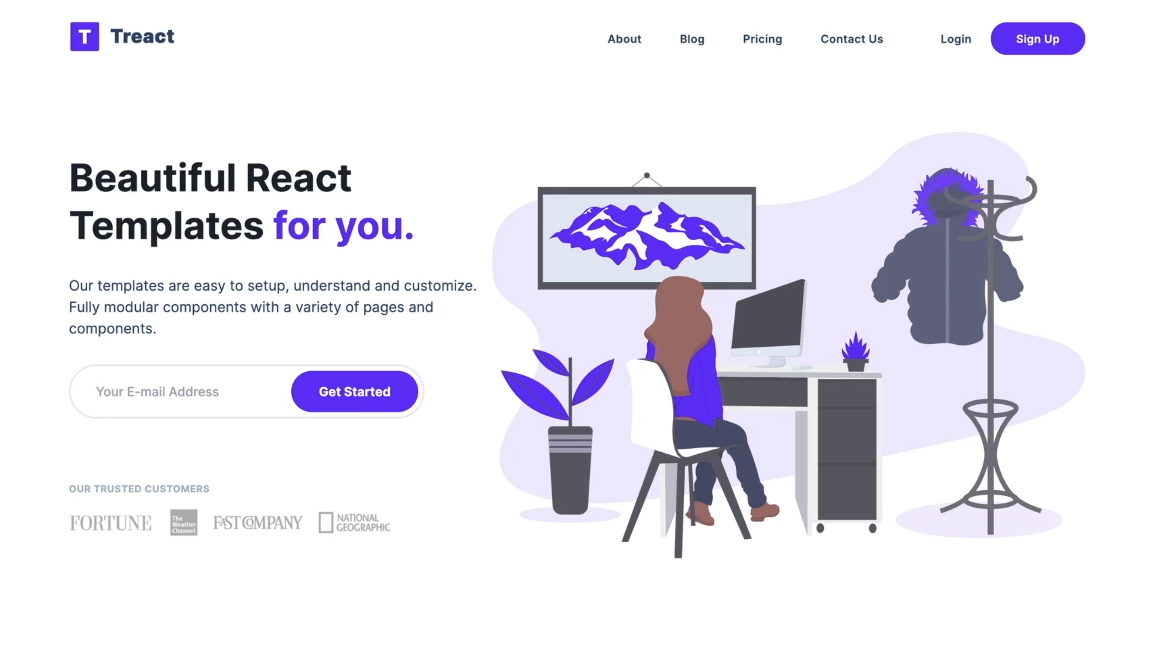 T Treact
About Blog Pricing Contact Us Login Sign Up
Beautiful React
Templates for you.
Our templates are easy to setup, understand and customize.
Fully modular components with a variety of pages and
components.
Your E-mail Address Get Started
OUR TRUSTED CUSTOMERS
FORTUNE
The
Weather
Channel
FAST COMPANY
NATIONAL
GEOGRAPHIC